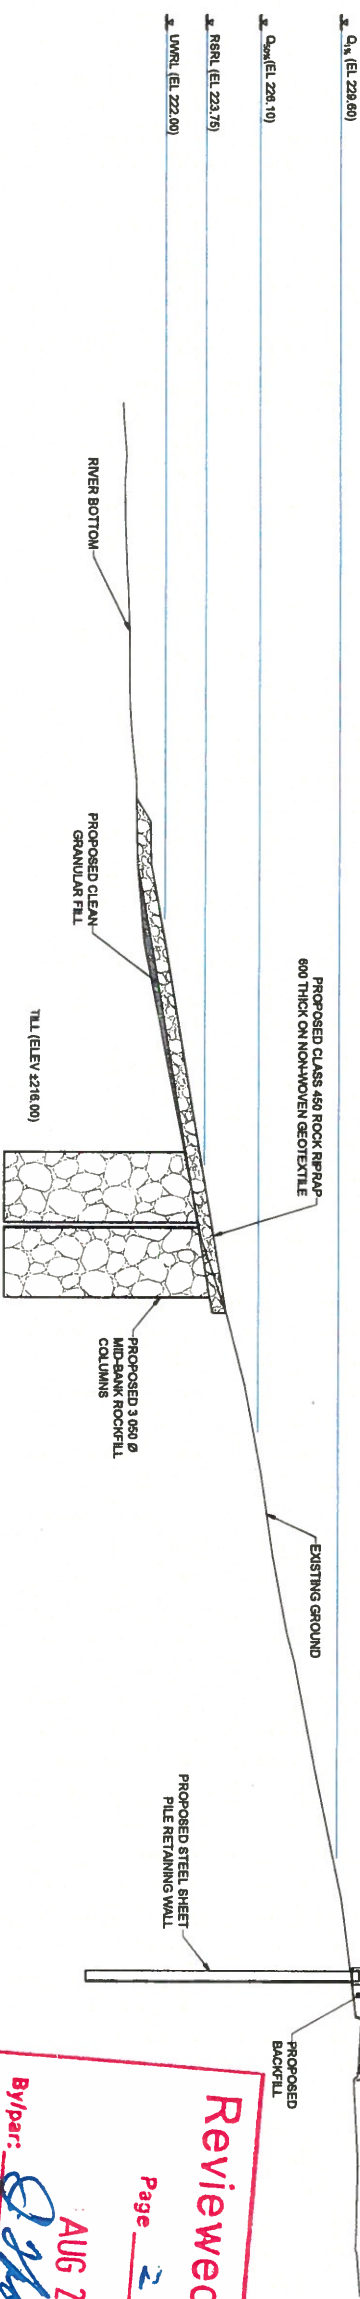 Q1% (EL 229.60)
Q50% (EL 226.10)
RSRL (EL 223.75)
UWRL (EL 222.00)
RIVER BOTTOM
PROPOSED CLEAN
GRANULAR FILL
TILL (ELEV ±216.00)
PROPOSED CLASS 450 ROCK RIPRAP
600 THICK ON NON-WOVEN GEOTEXTILE
PROPOSED 3 050 Ø
MID-BANK ROCKFILL
COLUMNS
EXISTING GROUND
PROPOSED STEEL SHEET
PILE RETAINING WALL
PROPOSED
BACKFILL
Reviewed
Page 2
AUG 2
By/par: